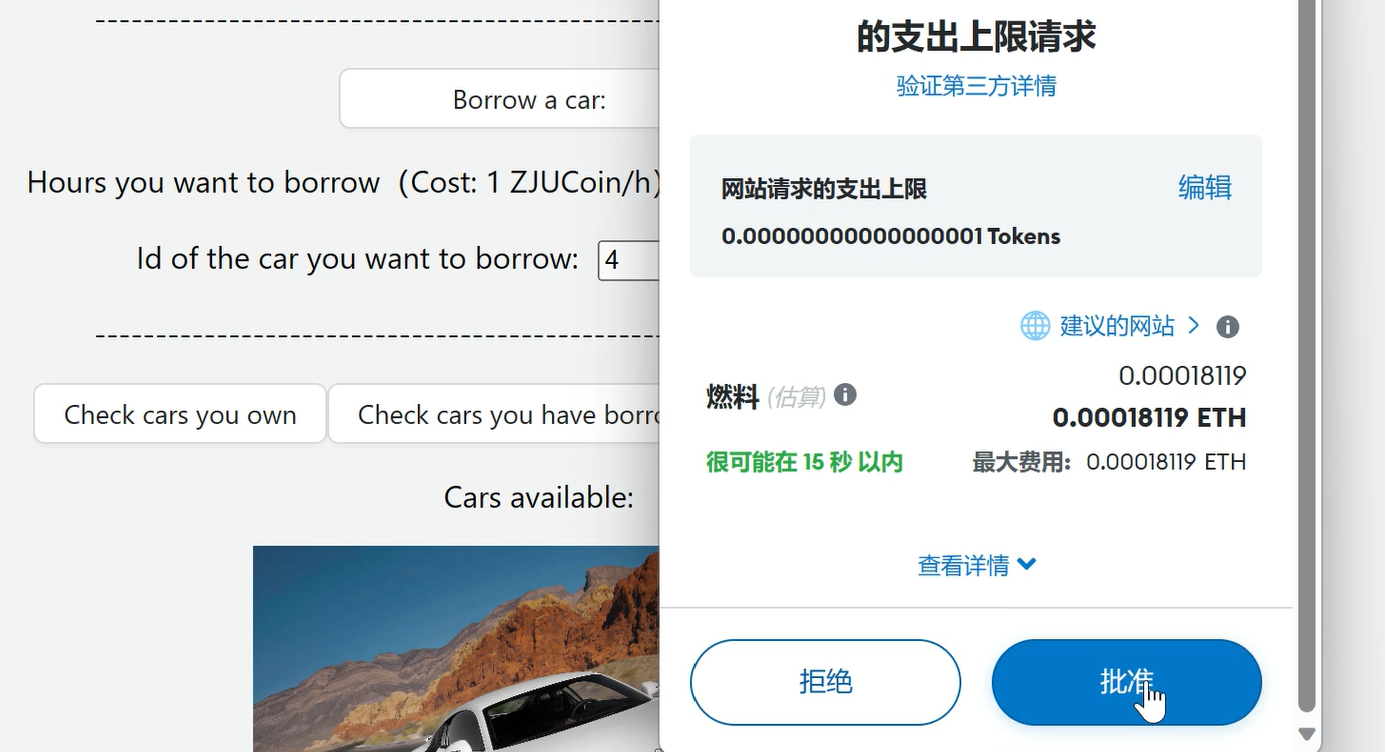 Borrow a car:
Hours you want to borrow（Cost: 1 ZJUCoin/h)
Id of the car you want to borrow: 4
Check cars you own
Check cars you have borro
Cars available:
的支出上限请求
验证第三方详情
网站请求的支出上限 编辑
0.00000000000000001 Tokens
建议的网站
燃料 (估算) 0.00018119
0.00018119 ETH
很可能在 15 秒 以内 最大费用: 0.00018119 ETH
查看详情
拒绝 批准